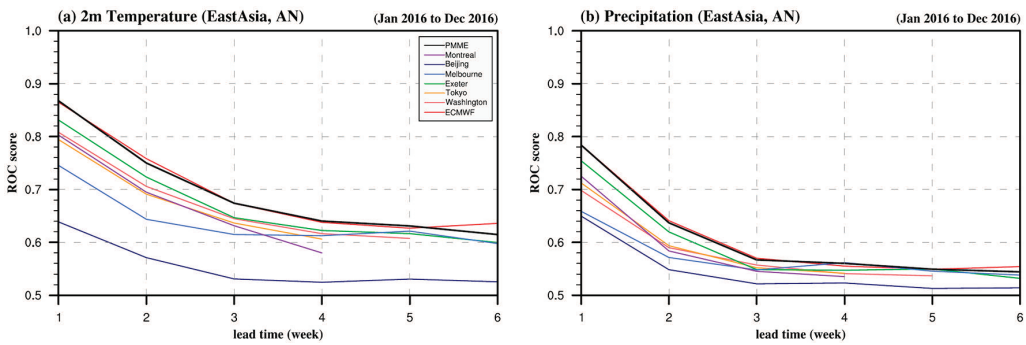 (a) 2m Temperature (EastAsia, AN) (Jan 2016 to Dec 2016)
1.0
0.9
0.8
0.7
0.6
0.5
ROC score
PMME
Montreal
Beijing
Melbourne
Exeter
Tokyo
Washington
ECMWF
1 2 3 4 5 6
lead time (week)
(b) Precipitation (EastAsia, AN) (Jan 2016 to Dec 2016)
1.0
0.9
0.8
0.7
0.6
0.5
ROC score
1 2 3 4 5 6
lead time (week)